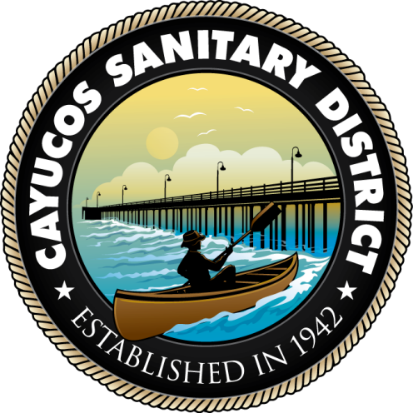 CAYUCOS SANITARY DISTRICT
ESTABLISHED IN 1942